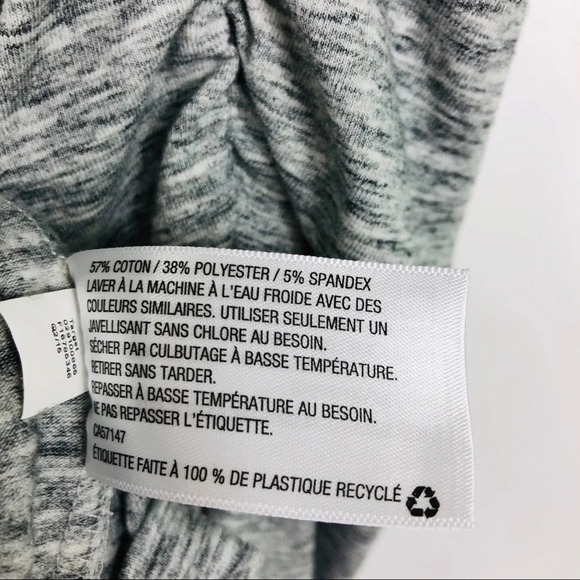 57% COTON / 38% POLYESTER / 5% SPANDEX
LAVER À LA MACHINE À L'EAU FROIDE AVEC DES
COULEURS SIMILAIRES. UTILISER SEULEMENT UN
JAVELLISANT SANS CHLORE AU BESOIN.
SÉCHER PAR CULBUTAGE À BASSE TEMPÉRATURE.
RETIRER SANS TARDER.
REPASSER À BASSE TEMPÉRATURE AU BESOIN.
NE PAS REPASSER L'ÉTIQUETTE.
CA57147
ÉTIQUETTE FAITE À 100 % DE PLASTIQUE RECYCLÉ
Target
F16786346